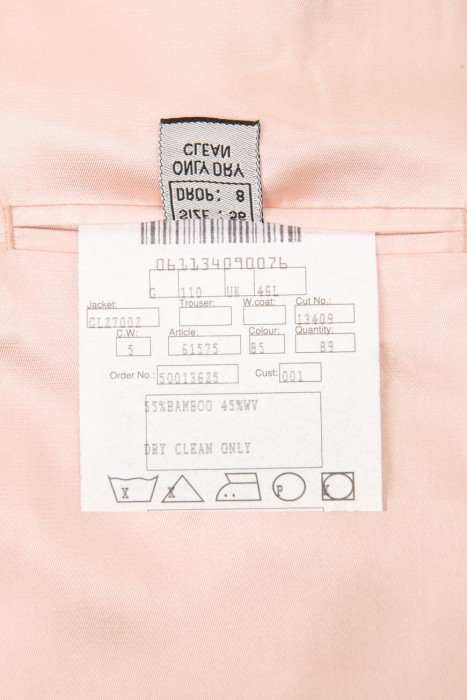 SIZE : 56
DROP: 8
ONLY DRY
CLEAN
061134090076
G 110 UK 46L
Jacket: Trouser: W.coat: Cut No.:
GLZ7002 13409
C.W: Article: Colour: Quantity:
5 61575 85 89
Order No.: 50013625 Cust: 001
55%BAMBOO 45%WV
DRY CLEAN ONLY
X X P X